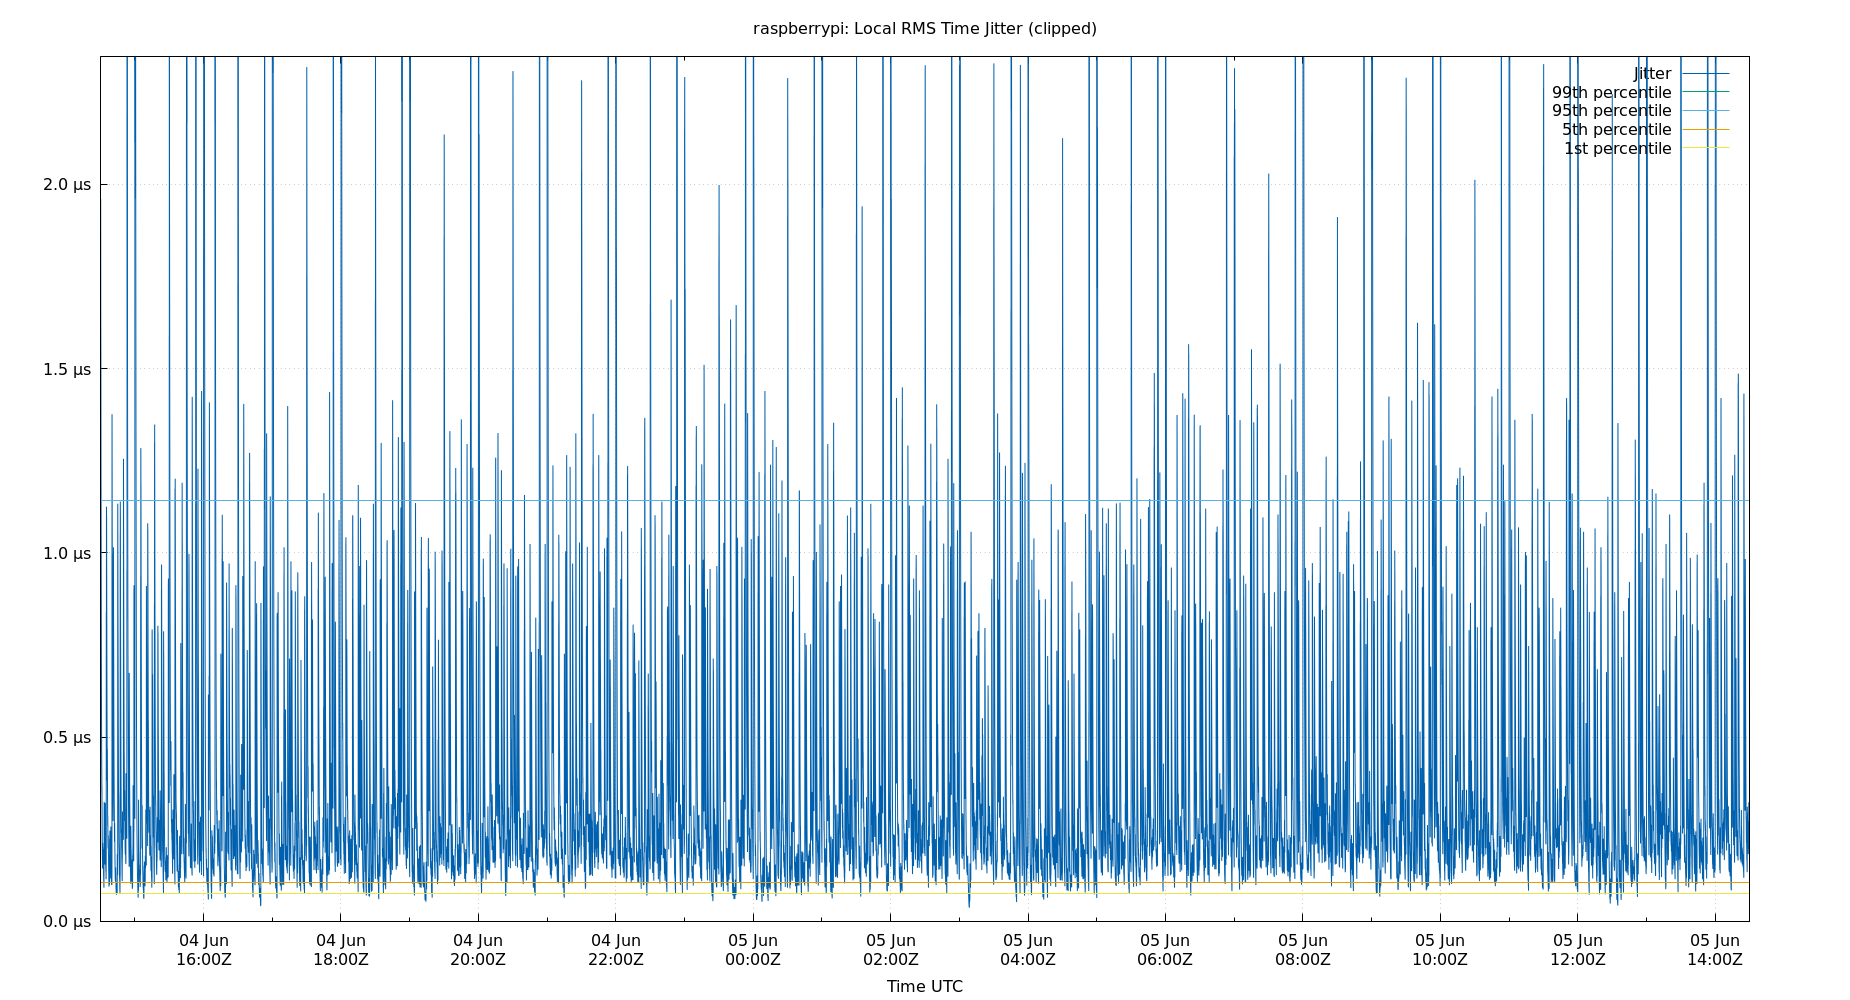 raspberrypi: Local RMS Time Jitter (clipped)
Jitter
99th percentile
95th percentile
5th percentile
1st percentile
2.0 µs
1.5 µs
1.0 µs
0.5 µs
0.0 µs
04 Jun 04 Jun 04 Jun 04 Jun 05 Jun 05 Jun 05 Jun 05 Jun 05 Jun 05 Jun 05 Jun 05 Jun
16:00Z 18:00Z 20:00Z 22:00Z 00:00Z 02:00Z 04:00Z 06:00Z 08:00Z 10:00Z 12:00Z 14:00Z
Time UTC